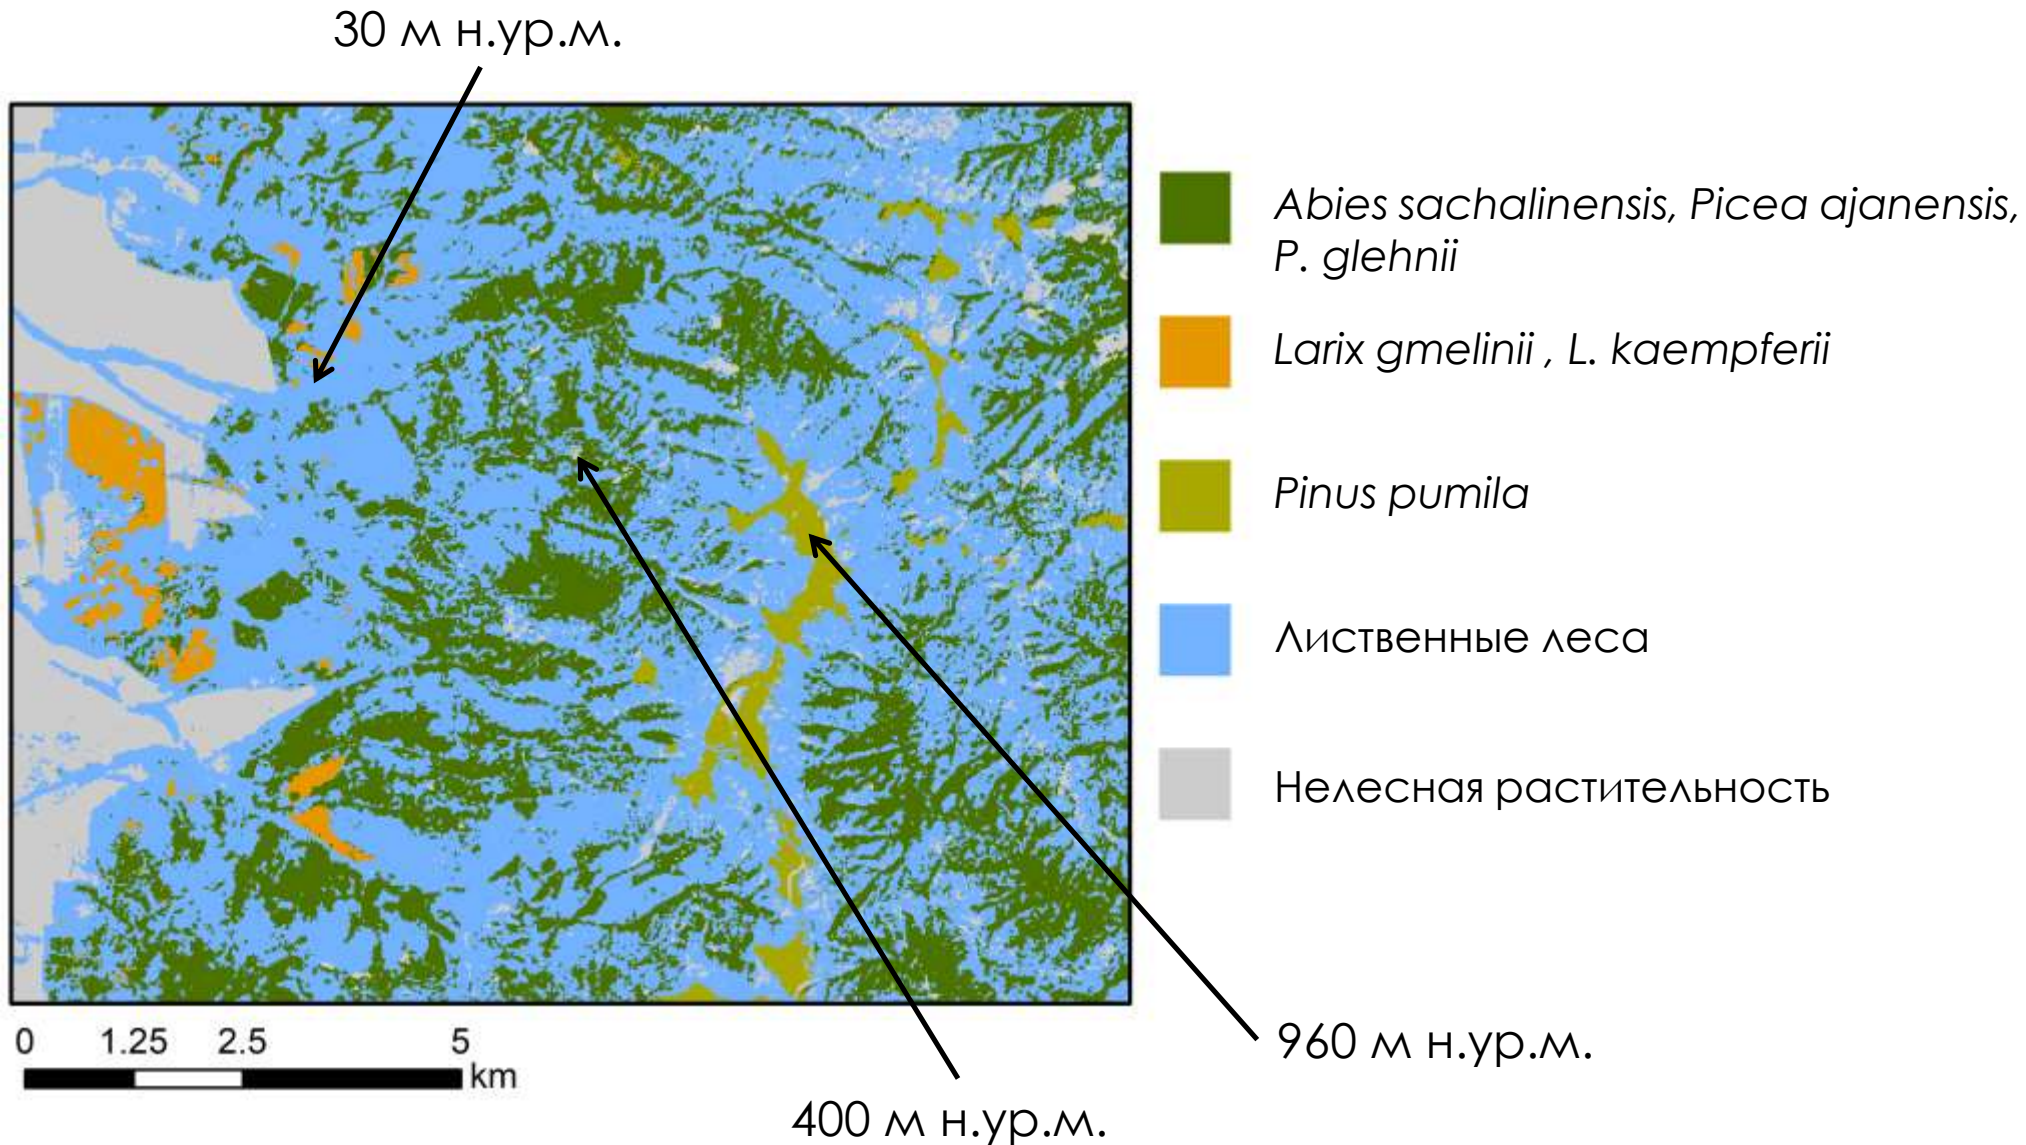 30 м н.ур.м.
Abies sachalinensis, Picea ajanensis,
P. glehnii
Larix gmelinii , L. kaempferii
Pinus pumila
Лиственные леса
Нелесная растительность
0 1.25 2.5 5
km
960 м н.ур.м.
400 м н.ур.м.